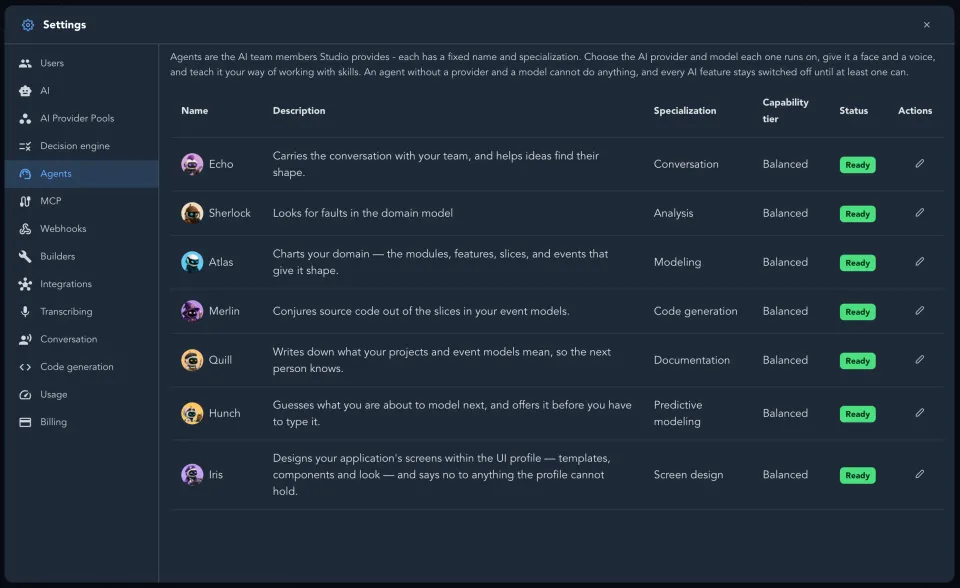 Settings
Users
AI
AI Provider Pools
Decision engine
Agents
MCP
Webhooks
Builders
Integrations
Transcribing
Conversation
Code generation
Usage
Billing
Agents are the AI team members Studio provides - each has a fixed name and specialization. Choose the AI provider and model each one runs on, give it a face and a voice,
and teach it your way of working with skills. An agent without a provider and a model cannot do anything, and every AI feature stays switched off until at least one can.
Name Description Specialization Capability tier Status Actions
Echo Carries the conversation with your team, and helps ideas find their
shape. Conversation Balanced Ready
Sherlock Looks for faults in the domain model Analysis Balanced Ready
Atlas Charts your domain — the modules, features, slices, and events that
give it shape. Modeling Balanced Ready
Merlin Conjures source code out of the slices in your event models. Code generation Balanced Ready
Quill Writes down what your projects and event models mean, so the next
person knows. Documentation Balanced Ready
Hunch Guesses what you are about to model next, and offers it before you have
to type it. Predictive modeling Balanced Ready
Iris Designs your application's screens within the UI profile — templates,
components and look — and says no to anything the profile cannot
hold. Screen design Balanced Ready